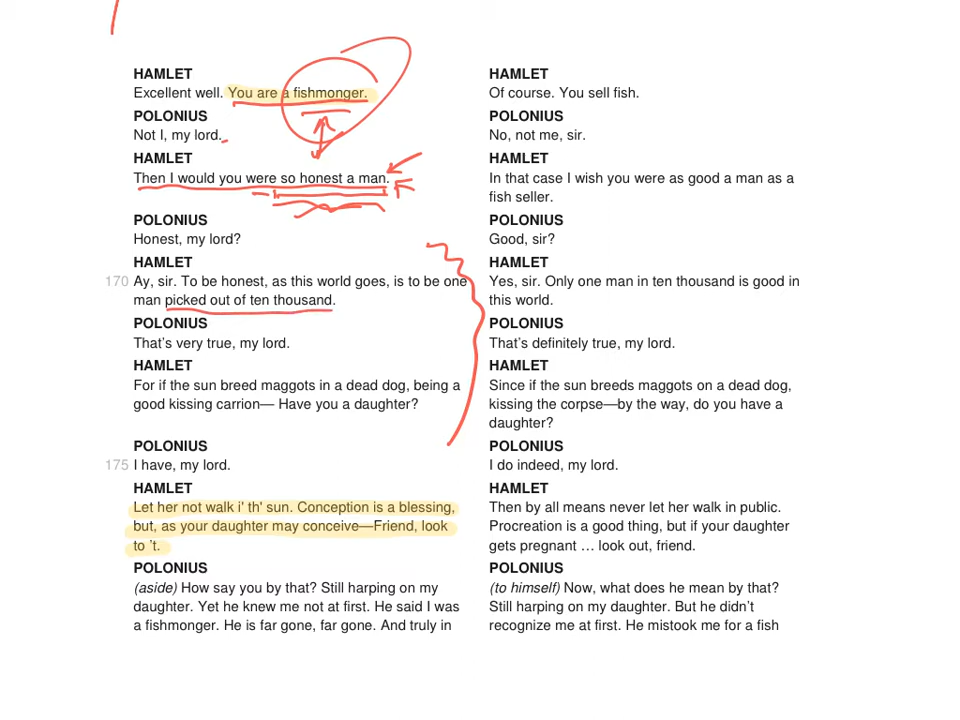 HAMLET
Excellent well. You are a fishmonger.
POLONIUS
Not I, my lord.
HAMLET
Then I would you were so honest a man.
POLONIUS
Honest, my lord?
HAMLET
170 Ay, sir. To be honest, as this world goes, is to be one
man picked out of ten thousand.
POLONIUS
That's very true, my lord.
HAMLET
For if the sun breed maggots in a dead dog, being a
good kissing carrion— Have you a daughter?
POLONIUS
175 I have, my lord.
HAMLET
Let her not walk i' th' sun. Conception is a blessing,
but, as your daughter may conceive—Friend, look
to 't.
POLONIUS
(aside) How say you by that? Still harping on my
daughter. Yet he knew me not at first. He said I was
a fishmonger. He is far gone, far gone. And truly in
HAMLET
Of course. You sell fish.
POLONIUS
No, not me, sir.
HAMLET
In that case I wish you were as good a man as a
fish seller.
POLONIUS
Good, sir?
HAMLET
Yes, sir. Only one man in ten thousand is good in
this world.
POLONIUS
That's definitely true, my lord.
HAMLET
Since if the sun breeds maggots on a dead dog,
kissing the corpse—by the way, do you have a
daughter?
POLONIUS
I do indeed, my lord.
HAMLET
Then by all means never let her walk in public.
Procreation is a good thing, but if your daughter
gets pregnant … look out, friend.
POLONIUS
(to himself) Now, what does he mean by that?
Still harping on my daughter. But he didn't
recognize me at first. He mistook me for a fish